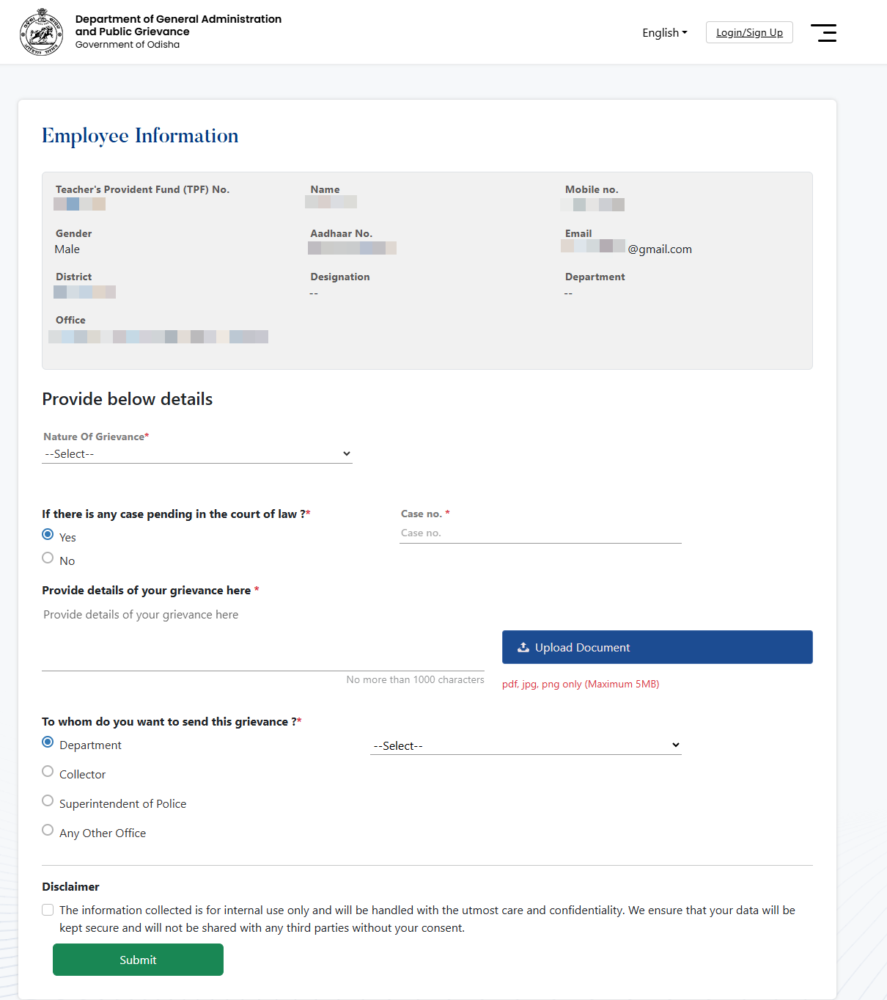 Department of General Administration
and Public Grievance
Government of Odisha
English
Login/Sign Up
Employee Information
Teacher's Provident Fund (TPF) No.
Name
Mobile no.
Gender
Male
Aadhaar No.
Email
@gmail.com
District
Designation
--
Department
--
Office
Provide below details
Nature Of Grievance*
--Select--
If there is any case pending in the court of law ?*
Yes
No
Case no. *
Case no.
Provide details of your grievance here *
Provide details of your grievance here
No more than 1000 characters
Upload Document
pdf, jpg, png only (Maximum 5MB)
To whom do you want to send this grievance ?*
Department
--Select--
Collector
Superintendent of Police
Any Other Office
Disclaimer
The information collected is for internal use only and will be handled with the utmost care and confidentiality. We ensure that your data will be
kept secure and will not be shared with any third parties without your consent.
Submit